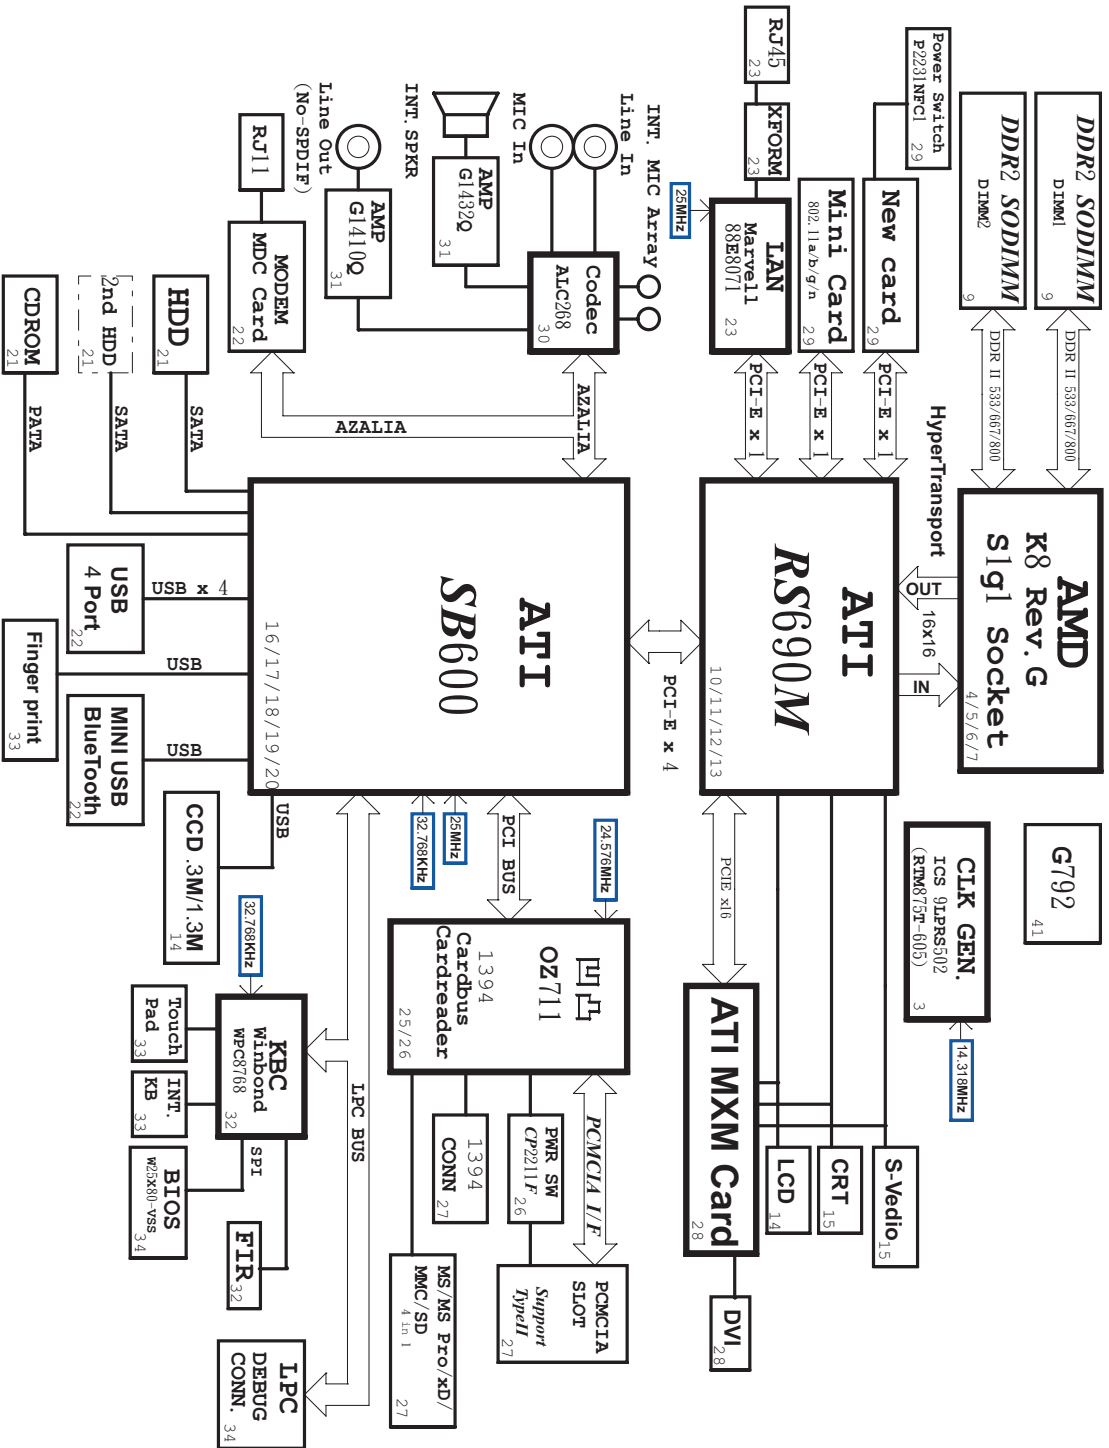 DDR2 SODIMM
DIMM1
9
DDR II 533/667/800
DDR2 SODIMM
DIMM2
9
DDR II 533/667/800
AMD
K8 Rev.G
S1g1 Socket
4/5/6/7
G792
41
Power Switch
P2231NFC1
29
HyperTransport
OUT
16x16
IN
CLK GEN.
ICS 9LPRS502
(RTM875T-605)
3
14.318MHz
New card
29
PCI-E x 1
Mini Card
802.11a/b/g/n
29
PCI-E x 1
RJ45
23
XFORM
23
LAN
Marvell
88E8071
23
25MHz
PCI-E x 1
ATI
RS690M
10/11/12/13
PCIE x16
ATI MXM Card
28
S-Vedio
15
CRT
15
LCD
14
DVI
28
PCI-E x 4
INT. MIC Array
Line In
MIC In
Codec
ALC268
30
AZALIA
AZALIA
INT.SPKR
AMP
G1432Q
31
Line Out
(No-SPDIF)
AMP
G1410Q
31
RJ11
MODEM
MDC Card
22
ATI
SB600
16/17/18/19/20
PCI BUS
25MHz
32.768KHz
24.576MHz
凹凸
OZ711
1394
Cardbus
Cardreader
25/26
PCMCIA I/F
PCMCIA
SLOT
Support
TypeII
27
PWR SW
CP2211F
26
1394
CONN
27
MS/MS Pro/xD/
MMC/SD
4 in 1
27
HDD
21
SATA
2nd HDD
21
SATA
CDROM
21
PATA
USB
4 Port
22
USB x 4
Finger print
33
USB
MINI USB
BlueTooth
22
USB
CCD .3M/1.3M
14
USB
LPC BUS
32.768KHz
KBC
Winbond
WPC8768
32
Touch
Pad
33
INT.
KB
33
SPI
BIOS
W25X80-VSS
34
FIR
32
LPC
DEBUG
CONN.
34